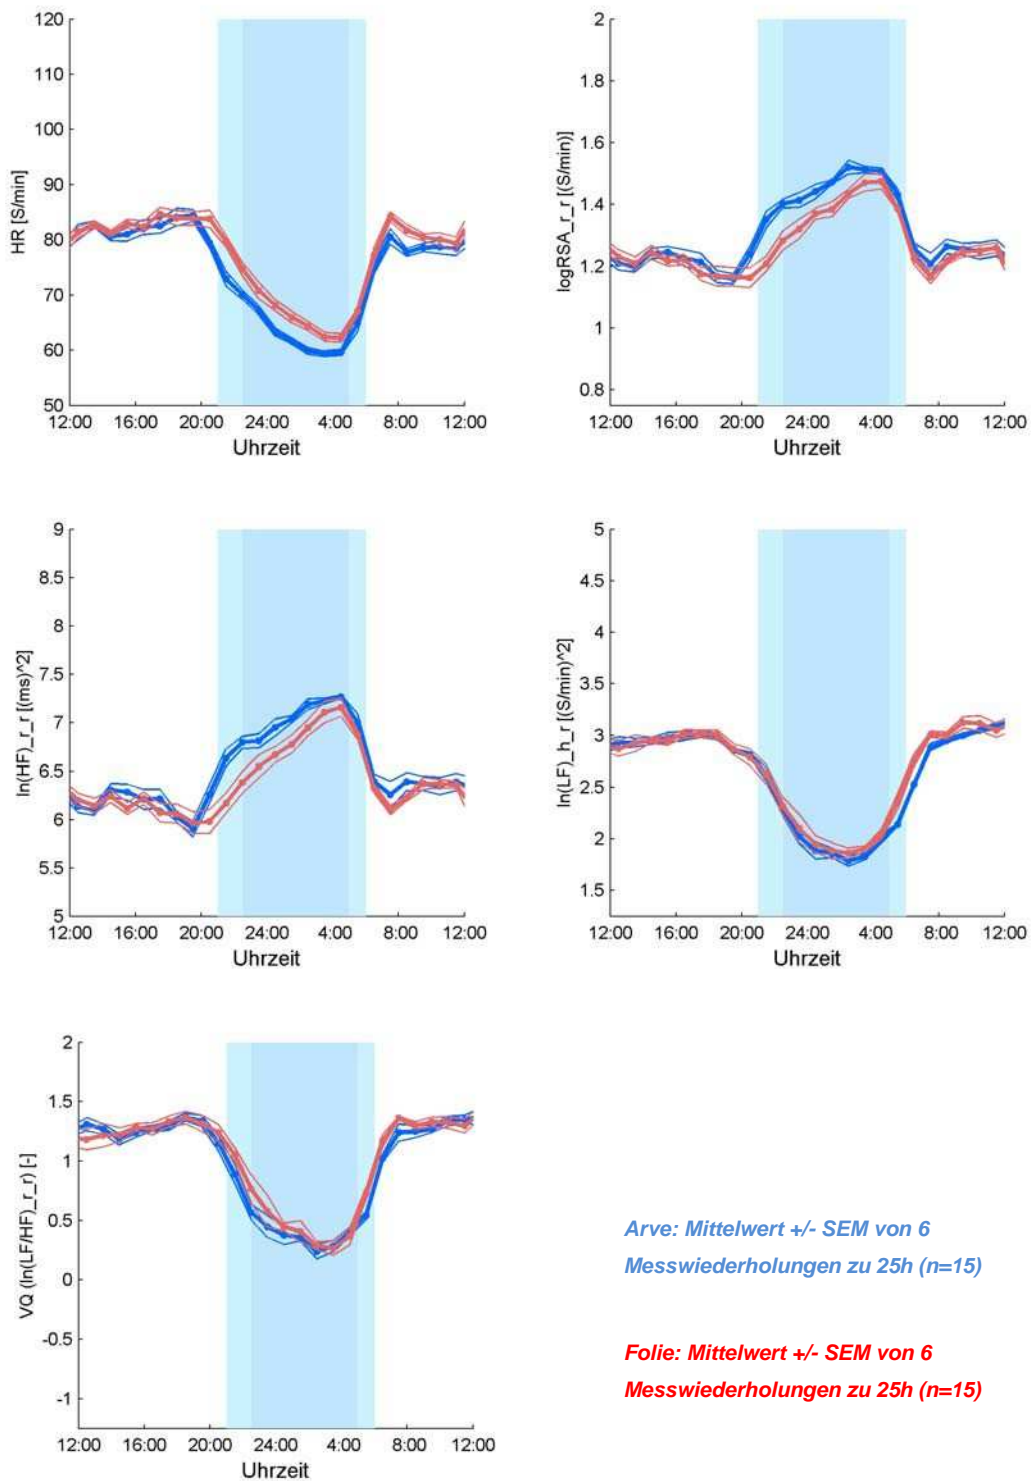 120
110
100
90
80
70
60
50
HR [S/min]
12:00 16:00 20:00 24:00 4:00 8:00 12:00
Uhrzeit
2
1.8
1.6
1.4
1.2
1
0.8
logRSA_r_r [(S/min)]
12:00 16:00 20:00 24:00 4:00 8:00 12:00
Uhrzeit
9
8.5
8
7.5
7
6.5
6
5.5
5
ln(HF)_r_r [(ms)^2]
12:00 16:00 20:00 24:00 4:00 8:00 12:00
Uhrzeit
5
4.5
4
3.5
3
2.5
2
1.5
ln(LF)_h_r [(S/min)^2]
12:00 16:00 20:00 24:00 4:00 8:00 12:00
Uhrzeit
2
1.5
1
0.5
0
-0.5
-1
VQ (ln(LF/HF)_r_r) [-]
12:00 16:00 20:00 24:00 4:00 8:00 12:00
Uhrzeit
Arve: Mittelwert +/- SEM von 6
Messwiederholungen zu 25h (n=15)
Folie: Mittelwert +/- SEM von 6
Messwiederholungen zu 25h (n=15)